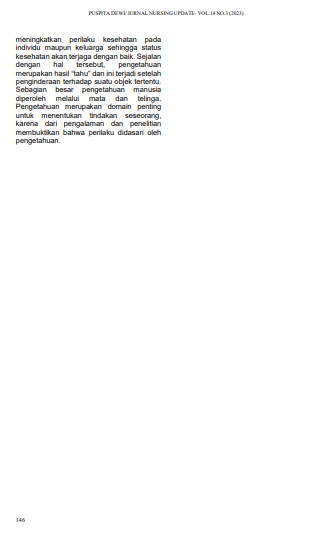 PUSPITA DEWI/ JURNAL NURSING UPDATE- VOL.14 NO.3 (2023)
meningkatkan perilaku kesehatan pada
individu maupun keluarga sehingga status
kesehatan akan terjaga dengan baik. Sejalan
dengan hal tersebut, pengetahuan
merupakan hasil “tahu” dan ini terjadi setelah
penginderaan terhadap suatu objek tertentu.
Sebagian besar pengetahuan manusia
diperoleh melalui mata dan telinga.
Pengetahuan merupakan domain penting
untuk menentukan tindakan seseorang,
karena dari pengalaman dan penelitian
membuktikan bahwa perilaku didasari oleh
pengetahuan.
146